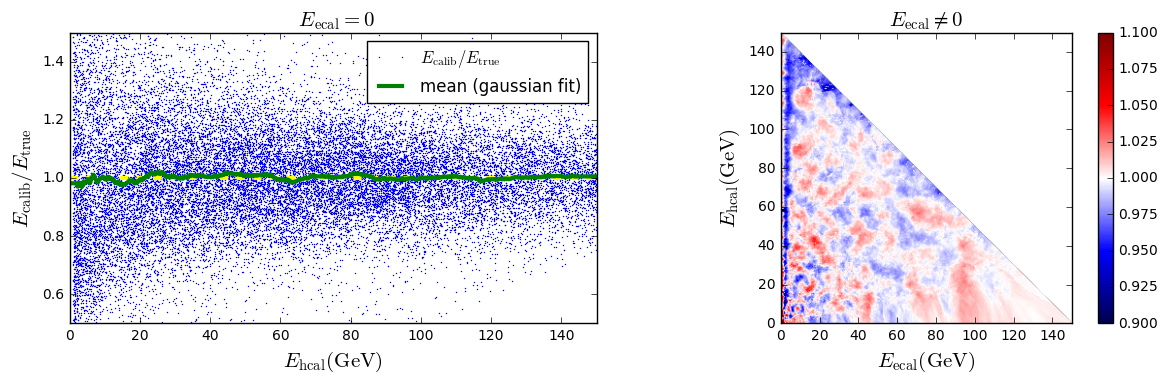 E_ecal = 0
E_calib/E_true
mean (gaussian fit)
1.4
1.2
1.0
0.8
0.6
E_calib/E_true
0 20 40 60 80 100 120 140
E_hcal(GeV)
E_ecal ≠ 0
140
120
100
80
60
40
20
0
E_hcal(GeV)
0 20 40 60 80 100 120 140
E_ecal(GeV)
1.100
1.075
1.050
1.025
1.000
0.975
0.950
0.925
0.900